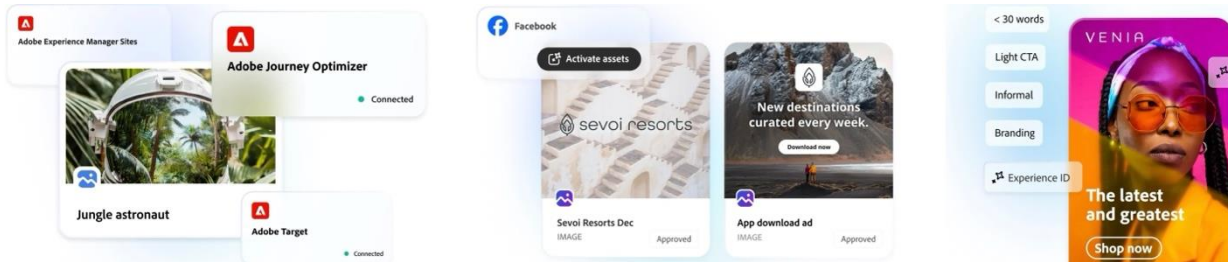 Adobe Experience Manager Sites
Adobe Journey Optimizer
Connected
Jungle astronaut
Adobe Target
Connected
Facebook
Activate assets
sevoi resorts
Sevoi Resorts Dec
IMAGE
Approved
New destinations
curated every week.
Download now
App download ad
IMAGE
Approved
< 30 words
Light CTA
Informal
Branding
Experience ID
VENIA
The latest
and greatest
Shop now